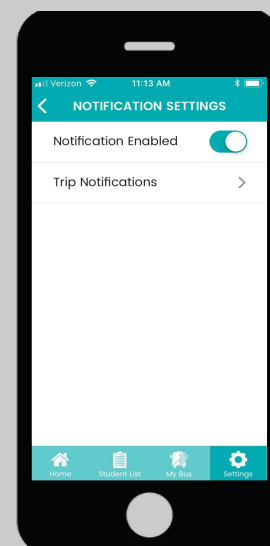 Verizon 11:13 AM
NOTIFICATION SETTINGS
Notification Enabled
Trip Notifications
Home Student List My Bus Settings